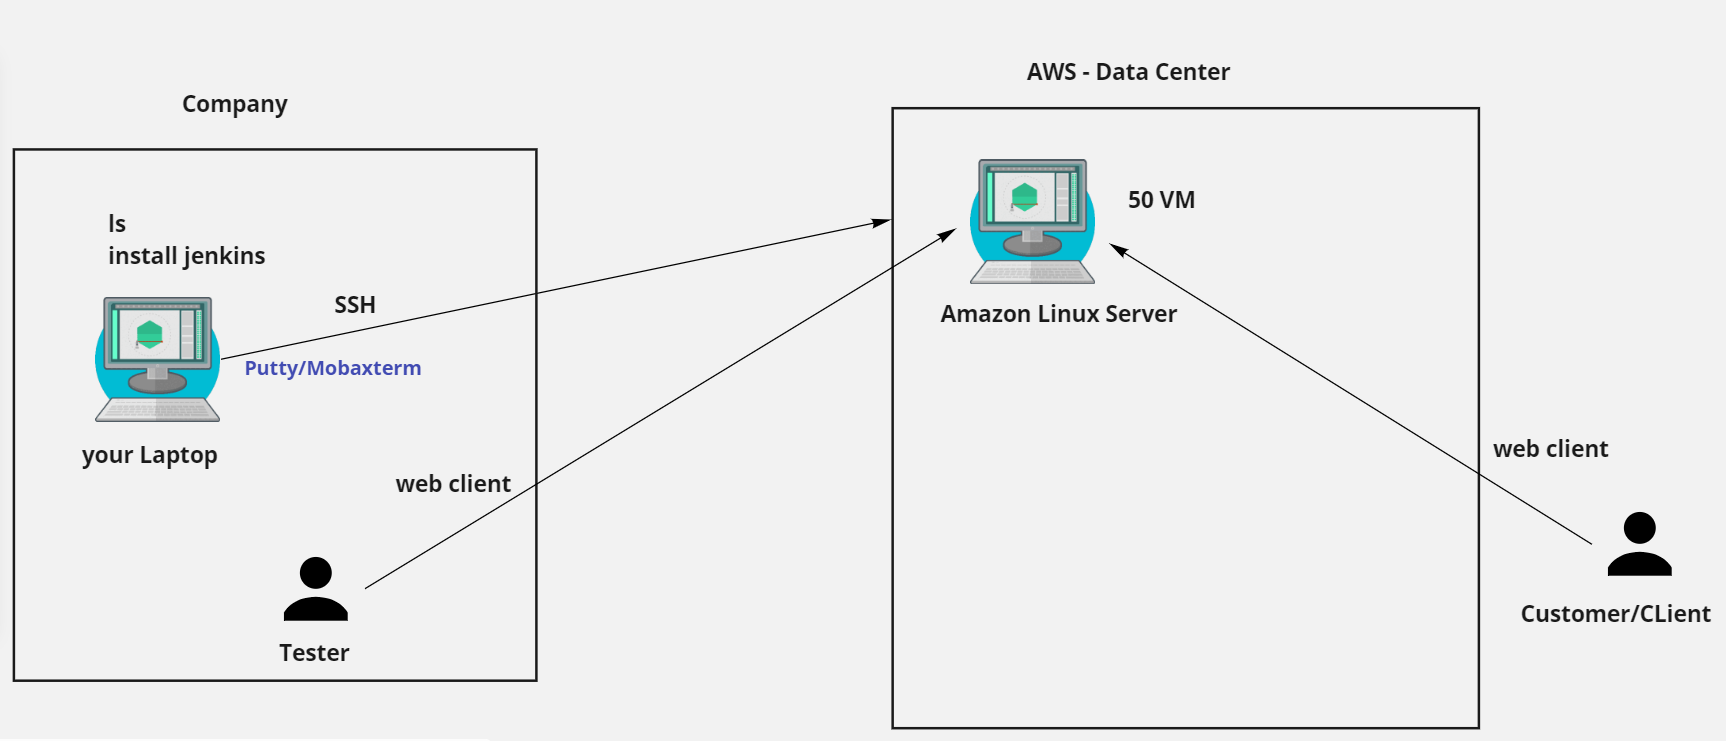 AWS - Data Center
Company
50 VM
ls
install jenkins
SSH
Amazon Linux Server
Putty/Mobaxterm
your Laptop
web client
web client
Customer/CLient
Tester